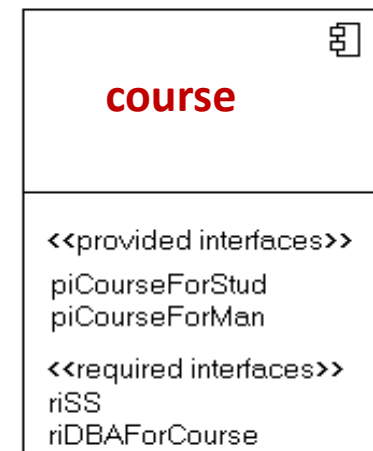 course
<<provided interfaces>>
piCourseForStud
piCourseForMan
<<required interfaces>>
riSS
riDBAForCourse